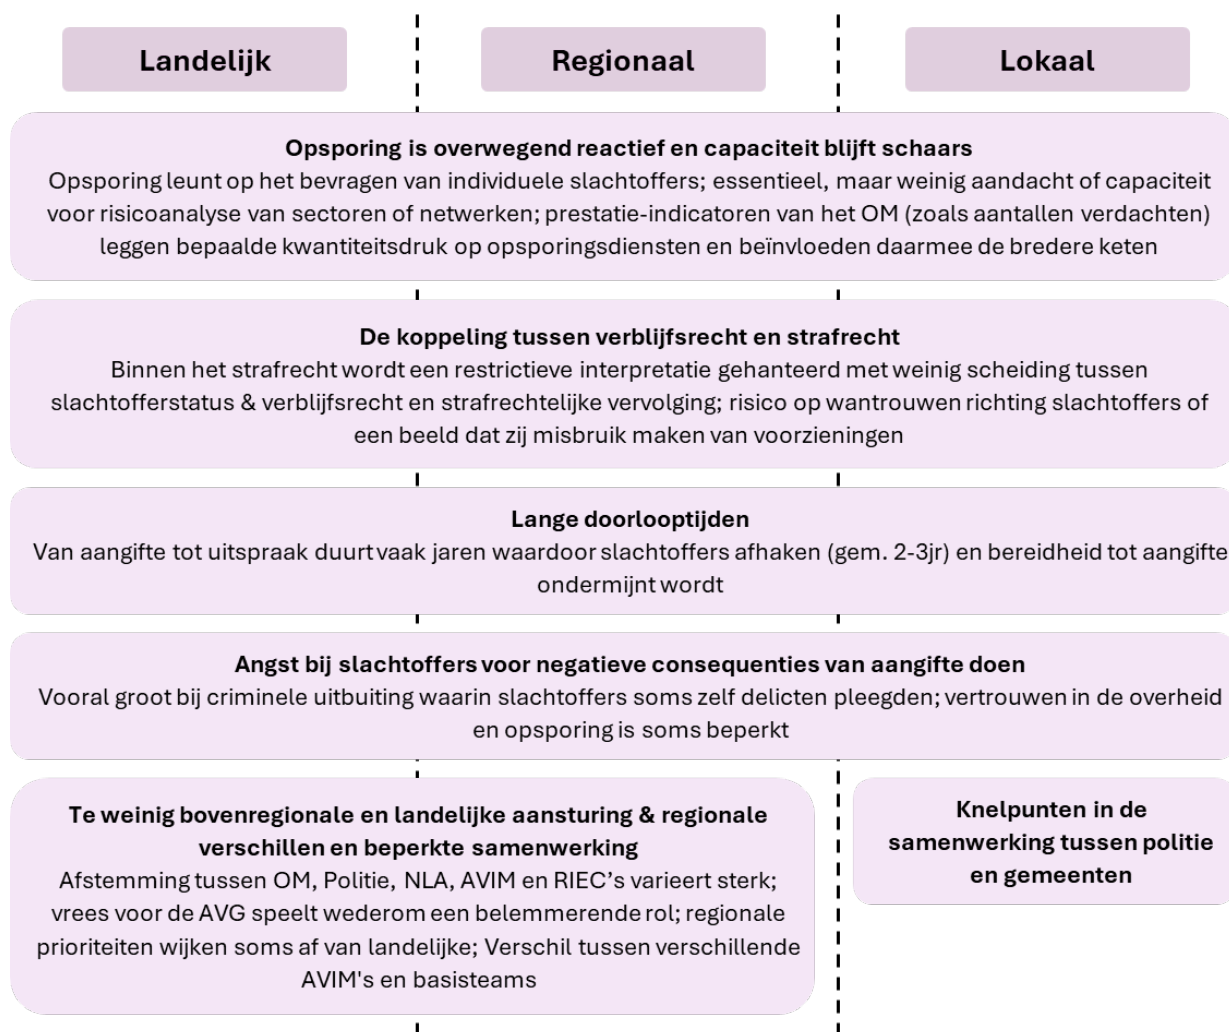 Landelijk
Regionaal
Lokaal
Opsporing is overwegend reactief en capaciteit blijft schaars
Opsporing leunt op het bevragen van individuele slachtoffers; essentieel, maar weinig aandacht of capaciteit
voor risicoanalyse van sectoren of netwerken; prestatie-indicatoren van het OM (zoals aantallen verdachten)
leggen bepaalde kwantiteitsdruk op opsporingsdiensten en beïnvloeden daarmee de bredere keten
De koppeling tussen verblijfsrecht en strafrecht
Binnen het strafrecht wordt een restrictieve interpretatie gehanteerd met weinig scheiding tussen
slachtofferstatus & verblijfsrecht en strafrechtelijke vervolging; risico op wantrouwen richting slachtoffers of
een beeld dat zij misbruik maken van voorzieningen
Lange doorlooptijden
Van aangifte tot uitspraak duurt vaak jaren waardoor slachtoffers afhaken (gem. 2-3jr) en bereidheid tot aangifte
ondermijnt wordt
Angst bij slachtoffers voor negatieve consequenties van aangifte doen
Vooral groot bij criminele uitbuiting waarin slachtoffers soms zelf delicten pleegden; vertrouwen in de overheid
en opsporing is soms beperkt
Te weinig bovenregionale en landelijke aansturing & regionale
verschillen en beperkte samenwerking
Afstemming tussen OM, Politie, NLA, AVIM en RIEC’s varieert sterk;
vrees voor de AVG speelt wederom een belemmerende rol; regionale
prioriteiten wijken soms af van landelijke; Verschil tussen verschillende
AVIM's en basisteams
Knelpunten in de
samenwerking tussen politie
en gemeenten